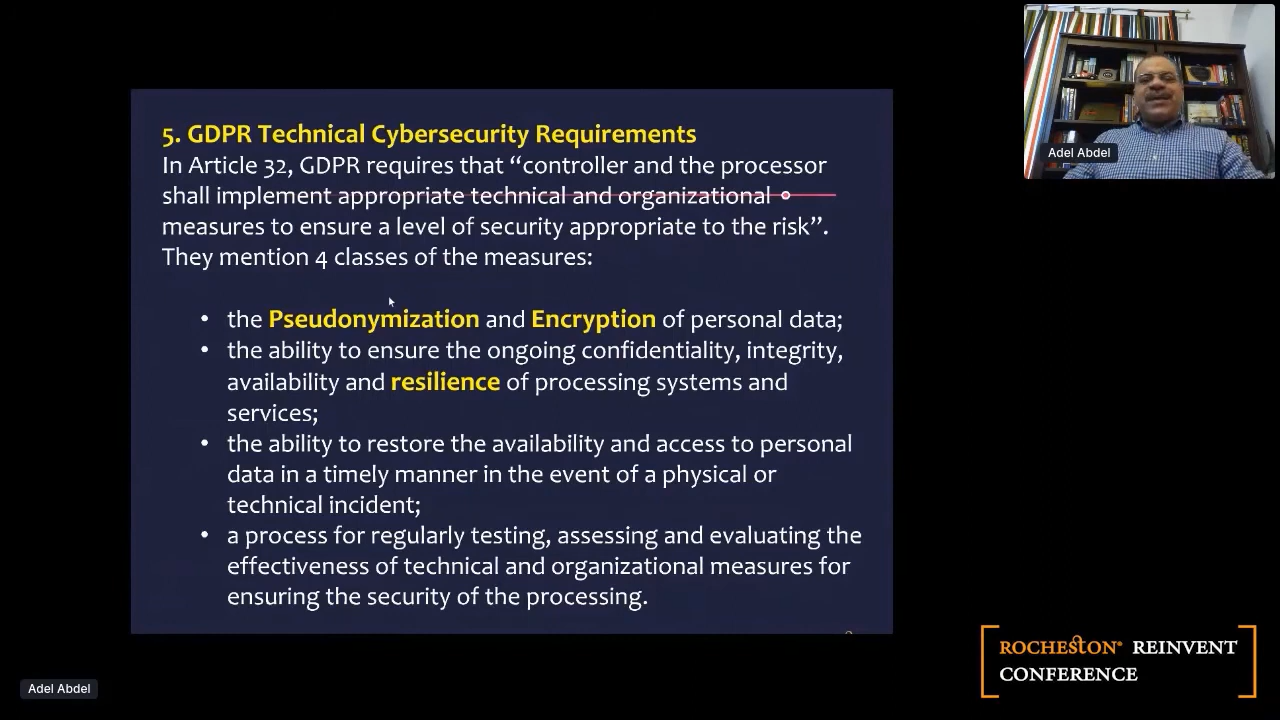 5. GDPR Technical Cybersecurity Requirements
In Article 32, GDPR requires that “controller and the processor
shall implement appropriate technical and organizational
measures to ensure a level of security appropriate to the risk”.
They mention 4 classes of the measures:
• the Pseudonymization and Encryption of personal data;
• the ability to ensure the ongoing confidentiality, integrity,
availability and resilience of processing systems and
services;
• the ability to restore the availability and access to personal
data in a timely manner in the event of a physical or
technical incident;
• a process for regularly testing, assessing and evaluating the
effectiveness of technical and organizational measures for
ensuring the security of the processing.
Adel Abdel
Adel Abdel
ROCHESTON® REINVENT
CONFERENCE